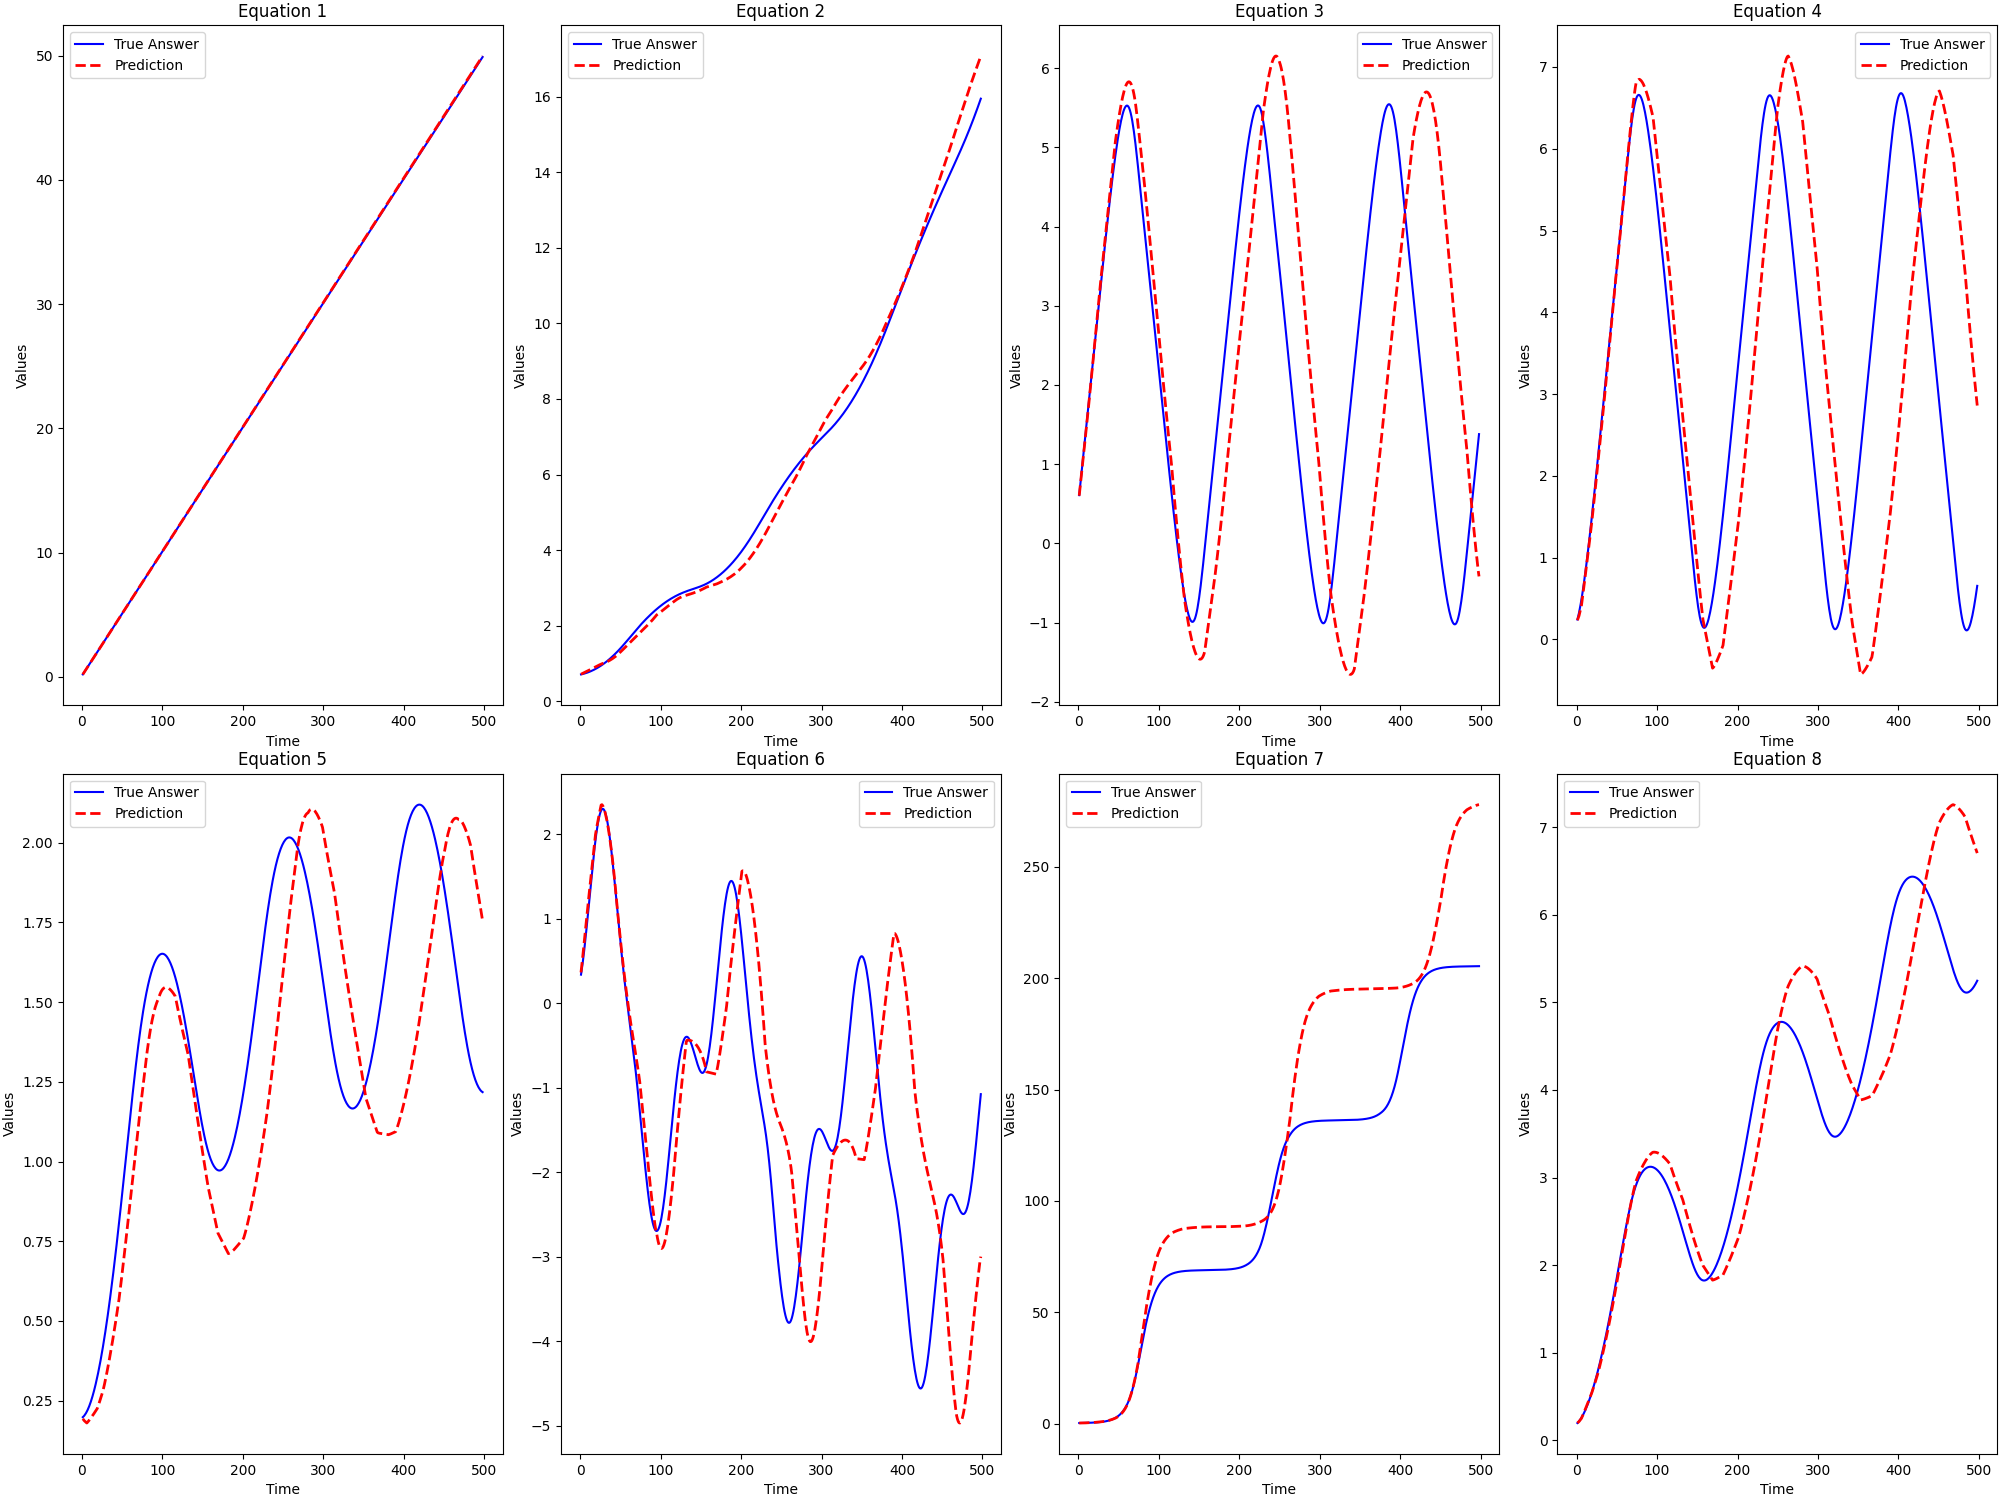 Equation 1
True Answer
Prediction
50
40
30
20
10
0
Values
0 100 200 300 400 500
Time
Equation 2
True Answer
Prediction
16
14
12
10
8
6
4
2
0
Values
0 100 200 300 400 500
Time
Equation 3
True Answer
Prediction
6
5
4
3
2
1
0
−1
−2
Values
0 100 200 300 400 500
Time
Equation 4
True Answer
Prediction
7
6
5
4
3
2
1
0
Values
0 100 200 300 400 500
Time
Equation 5
True Answer
Prediction
2.00
1.75
1.50
1.25
1.00
0.75
0.50
0.25
Values
0 100 200 300 400 500
Time
Equation 6
True Answer
Prediction
2
1
0
−1
−2
−3
−4
−5
Values
0 100 200 300 400 500
Time
Equation 7
True Answer
Prediction
250
200
150
100
50
0
Values
0 100 200 300 400 500
Time
Equation 8
True Answer
Prediction
7
6
5
4
3
2
1
0
Values
0 100 200 300 400 500
Time